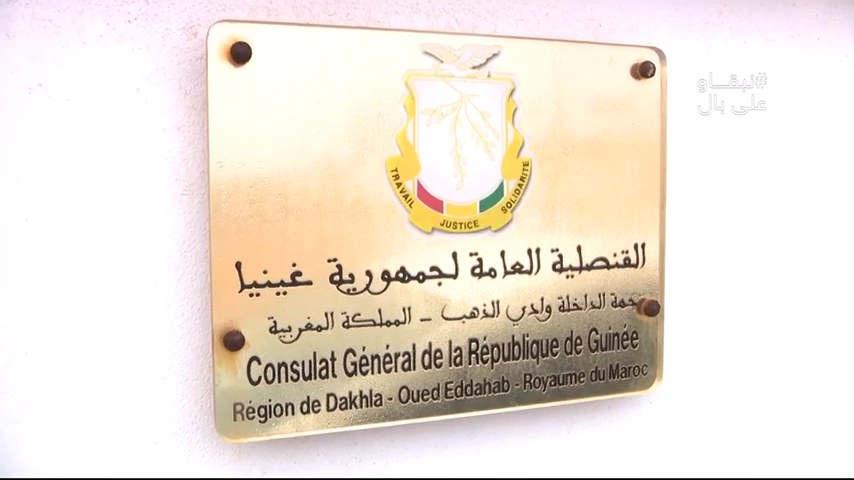 #نبقاو
على بال
TRAVAIL JUSTICE SOLIDARITE
القنصلية العامة لجمهورية غينيا
جهة الداخلة وادي الذهب - المملكة المغربية
Consulat Général de la République de Guinée
Région de Dakhla - Oued Eddahab - Royaume du Maroc